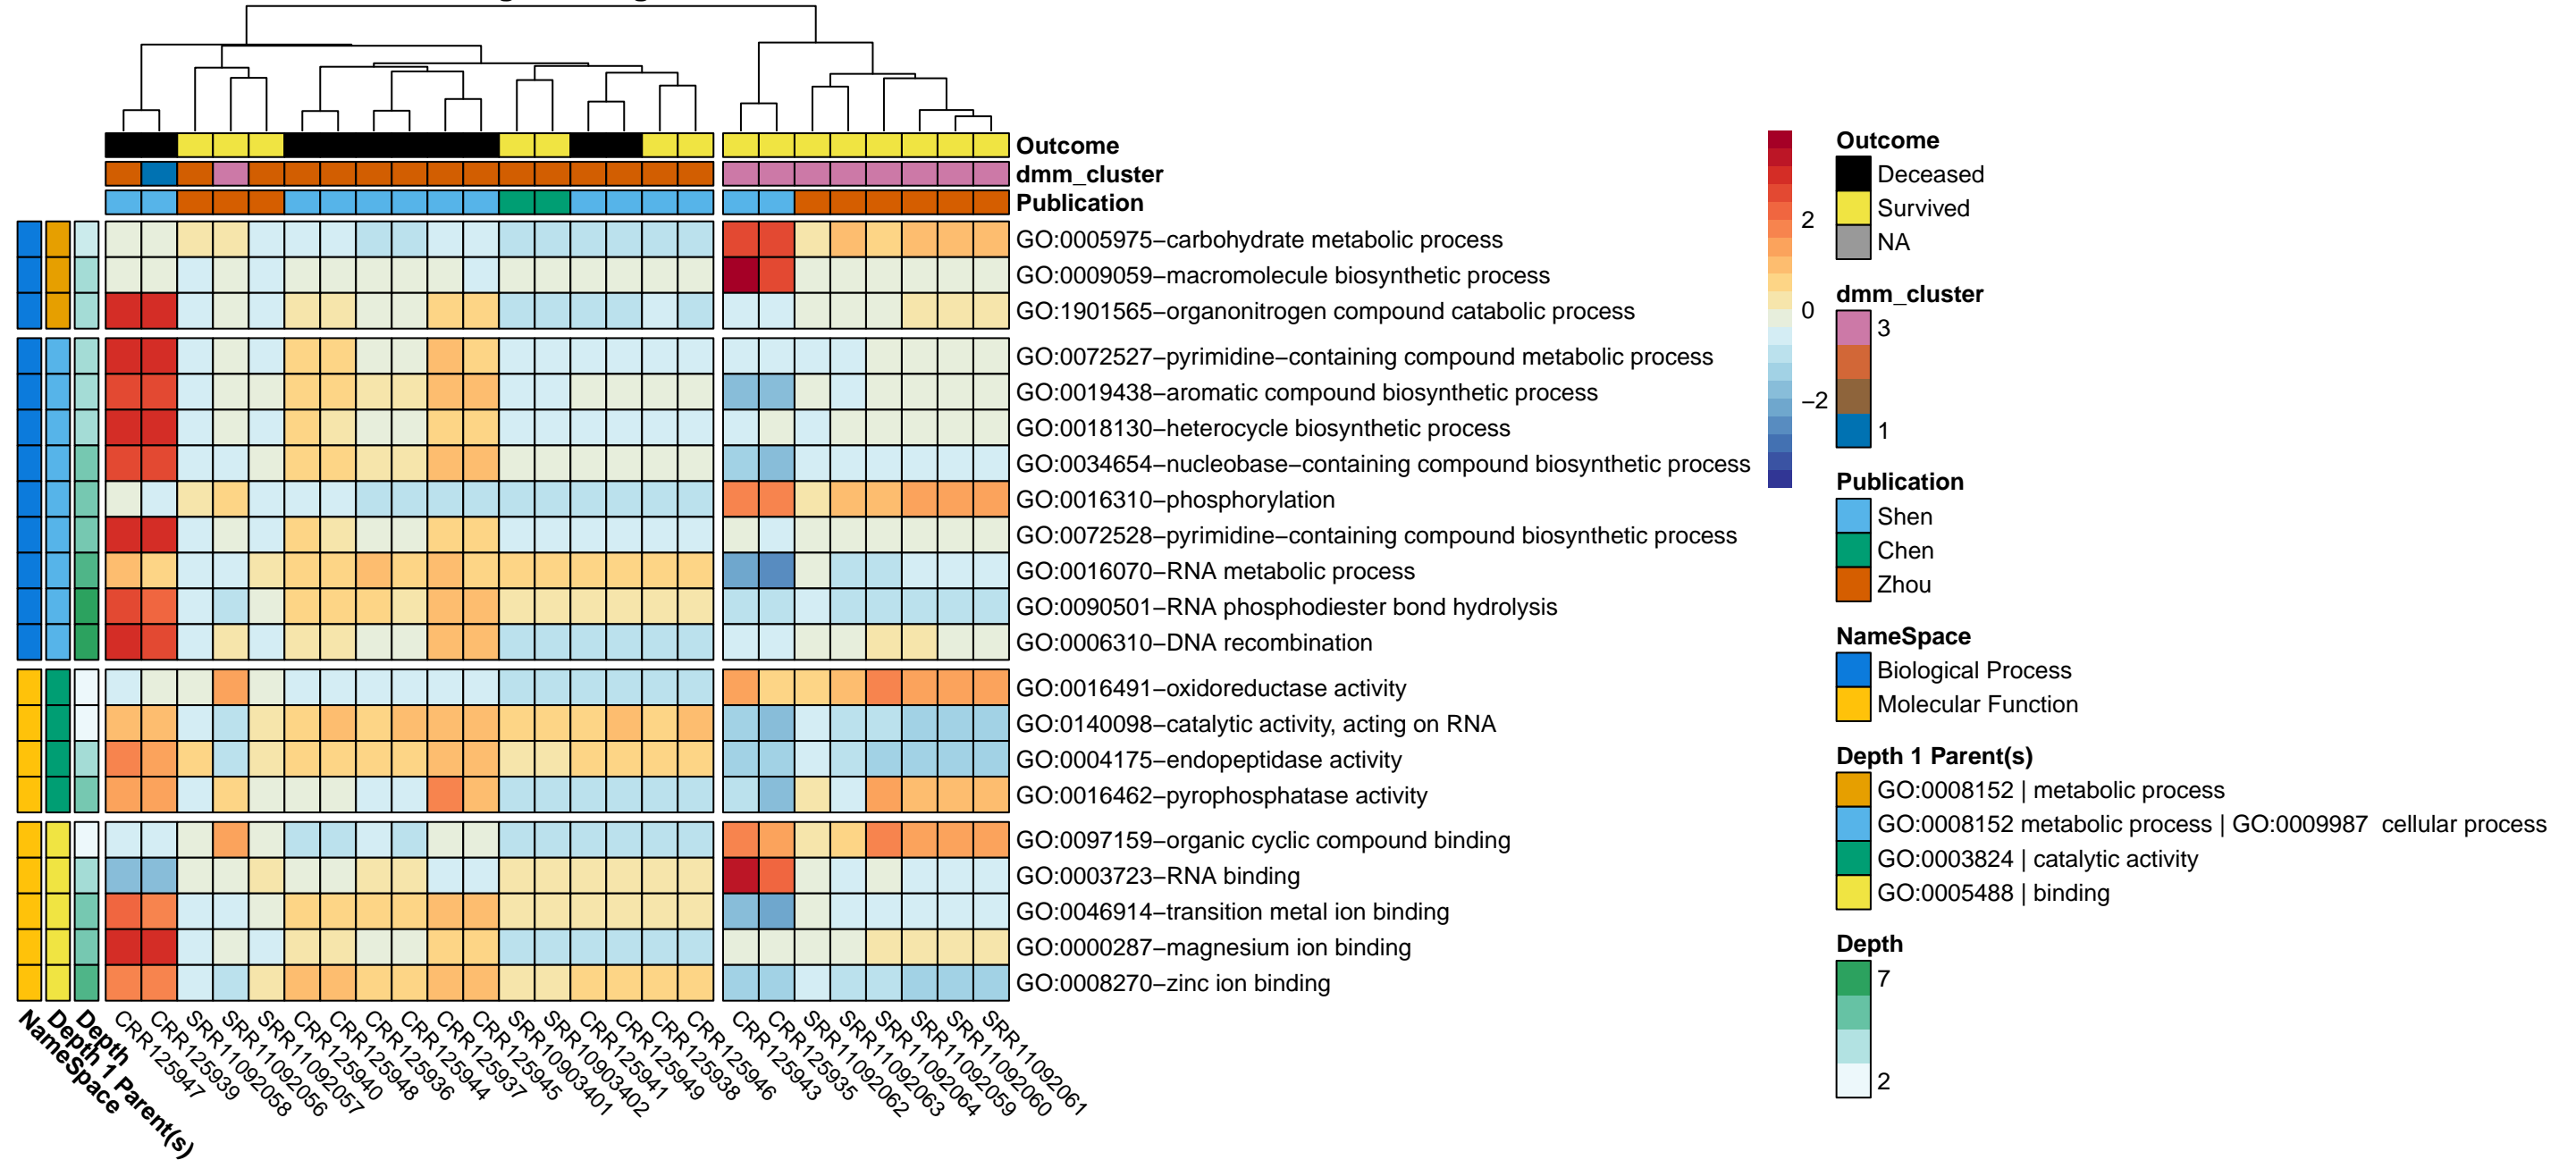 Outcome
dmm_cluster
Publication
GO:0005975−carbohydrate metabolic process
GO:0009059−macromolecule biosynthetic process
GO:1901565−organonitrogen compound catabolic process
GO:0072527−pyrimidine−containing compound metabolic process
GO:0019438−aromatic compound biosynthetic process
GO:0018130−heterocycle biosynthetic process
GO:0034654−nucleobase−containing compound biosynthetic process
GO:0016310−phosphorylation
GO:0072528−pyrimidine−containing compound biosynthetic process
GO:0016070−RNA metabolic process
GO:0090501−RNA phosphodiester bond hydrolysis
GO:0006310−DNA recombination
GO:0016491−oxidoreductase activity
GO:0140098−catalytic activity, acting on RNA
GO:0004175−endopeptidase activity
GO:0016462−pyrophosphatase activity
GO:0097159−organic cyclic compound binding
GO:0003723−RNA binding
GO:0046914−transition metal ion binding
GO:0000287−magnesium ion binding
GO:0008270−zinc ion binding
NameSpace
Depth 1 Parent(s)
Depth
CRR125947
CRR125939
SRR11092058
SRR11092056
SRR11092057
CRR125940
CRR125948
CRR125936
CRR125944
CRR125937
CRR125945
SRR10903401
SRR10903402
CRR125941
CRR125949
CRR125938
CRR125946
CRR125943
CRR125935
SRR11092062
SRR11092063
SRR11092064
SRR11092059
SRR11092060
SRR11092061
2
0
−2
Outcome
Deceased
Survived
NA
dmm_cluster
3
1
Publication
Shen
Chen
Zhou
NameSpace
Biological Process
Molecular Function
Depth 1 Parent(s)
GO:0008152 | metabolic process
GO:0008152 metabolic process | GO:0009987  cellular process
GO:0003824 | catalytic activity
GO:0005488 | binding
Depth
7
2